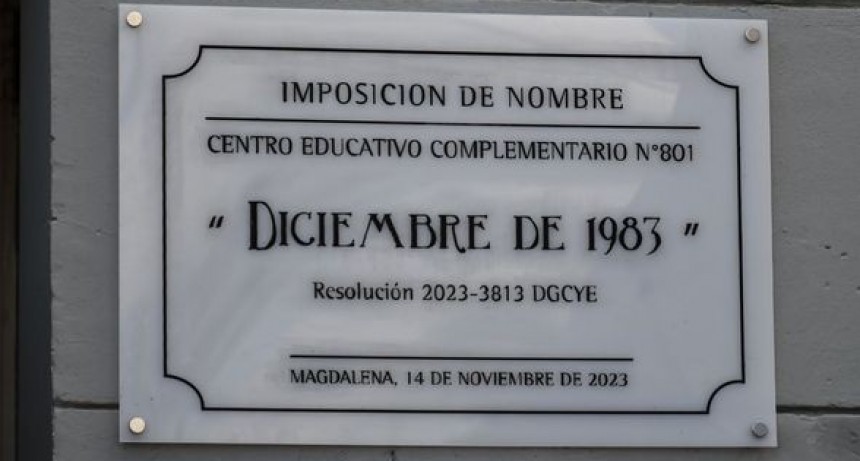 IMPOSICION DE NOMBRE
CENTRO EDUCATIVO COMPLEMENTARIO N°801
" DICIEMBRE DE 1983 "
Resolución 2023-3813 DGCYE
MAGDALENA, 14 DE NOVIEMBRE DE 2023